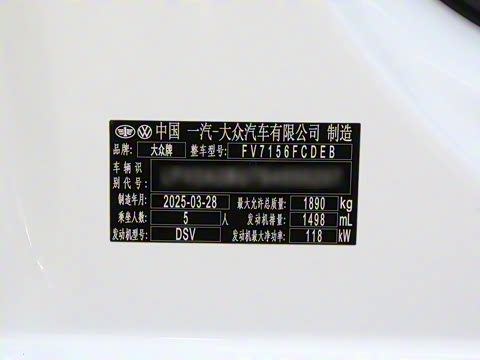 中国 一汽-大众汽车有限公司 制造
品牌: 大众牌 整车型号: FV7156FCDEB
车辆识
别代号:
制造年月: 2025-03-28 最大允许总质量: 1890 kg
乘坐人数: 5 人 发动机排量: 1498 mL
发动机型号: DSV 发动机最大净功率: 118 kW